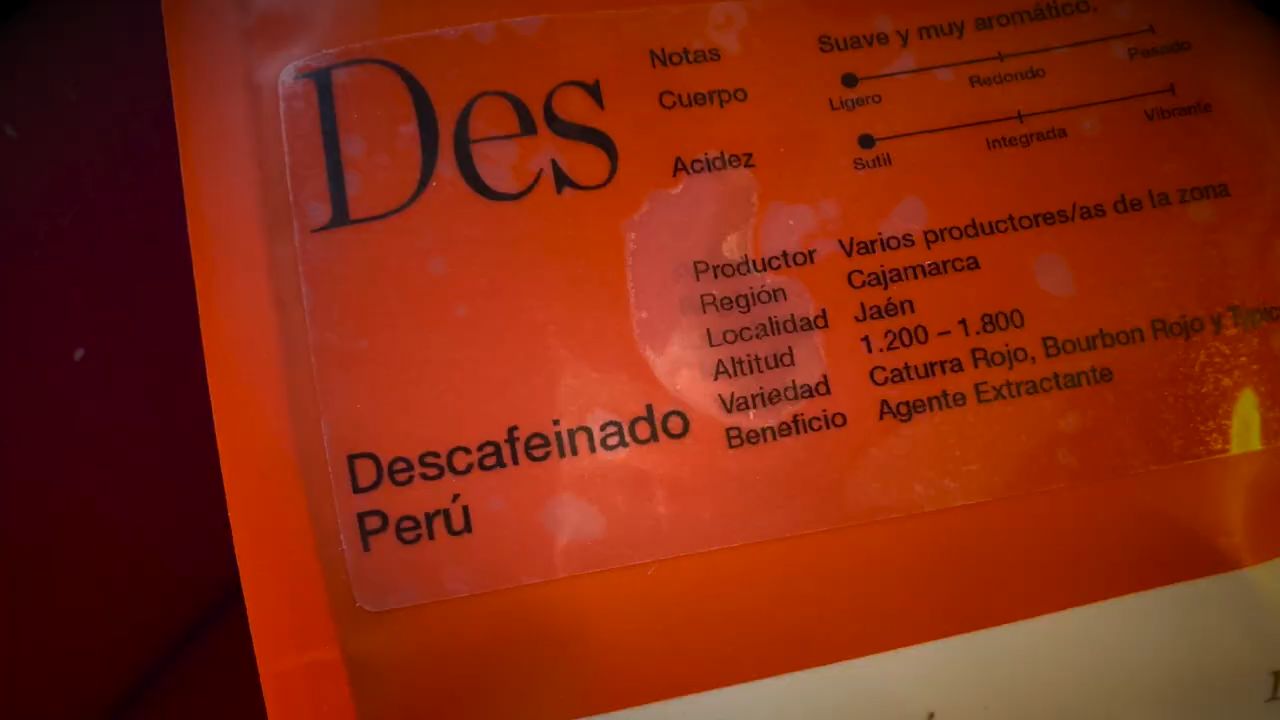 Des
Notas Suave y muy aromático.
Cuerpo
Ligero Redondo Pesado
Acidez
Sutil Integrada Vibrante
Productor Varios productores/as de la zona
Región Cajamarca
Localidad Jaén
Altitud 1.200 – 1.800
Variedad Caturra Rojo, Bourbon Rojo y
Beneficio Agente Extractante
Descafeinado
Perú